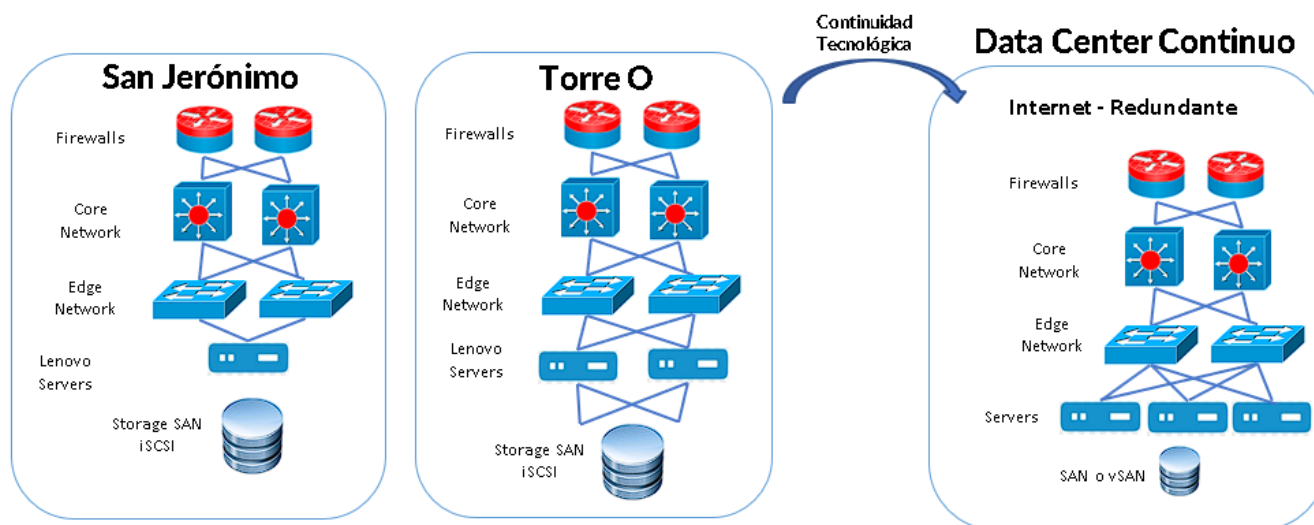 San Jerónimo
Firewalls
Core
Network
Edge
Network
Lenovo
Servers
Storage SAN
iSCSI
Torre O
Firewalls
Core
Network
Edge
Network
Lenovo
Servers
Storage SAN
iSCSI
Continuidad
Tecnológica
Data Center Continuo
Internet - Redundante
Firewalls
Core
Network
Edge
Network
Servers
SAN o vSAN